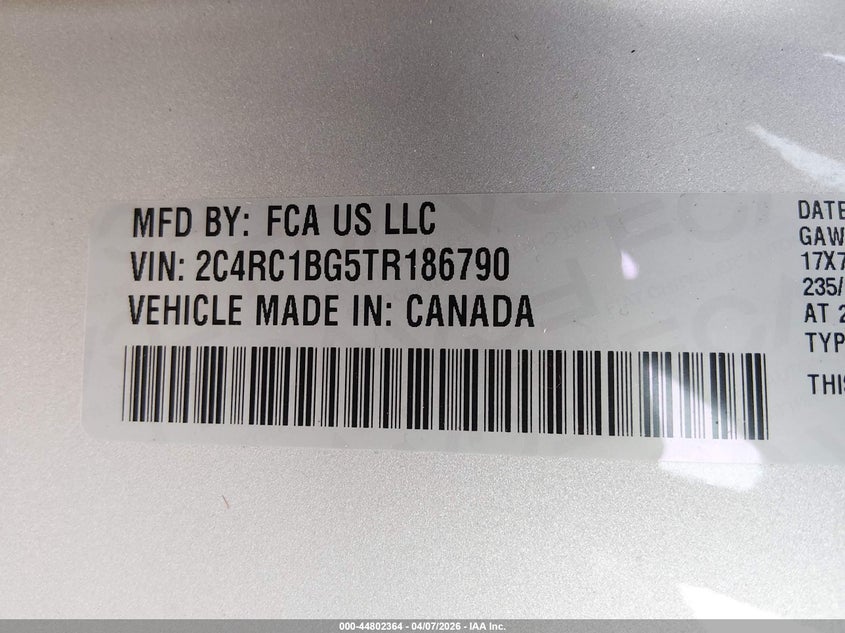 MFD BY: FCA US LLC
VIN: 2C4RC1BG5TR186790
VEHICLE MADE IN: CANADA
DATE
GAW
17X7
235/
AT 2
TYP
THIS
000-44802364 - 04/07/2026 - IAA Inc.